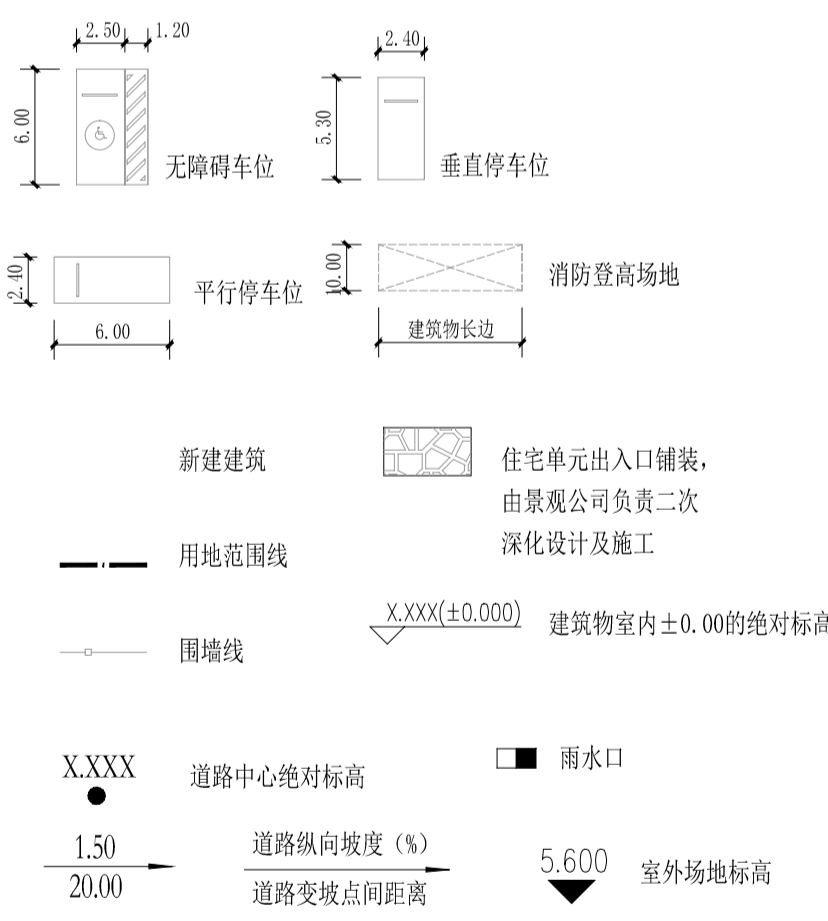 2.50 1.20
2.40
6.00
5.30
无障碍车位
垂直停车位
2.40
10.00
平行停车位
消防登高场地
6.00
建筑物长边
新建建筑
住宅单元出入口铺装，
由景观公司负责二次
深化设计及施工
用地范围线
X.XXX(±0.000)
建筑物室内±0.00的绝对标高
围墙线
X.XXX
道路中心绝对标高
雨水口
1.50
20.00
道路纵向坡度（%）
道路变坡点间距离
5.600
室外场地标高